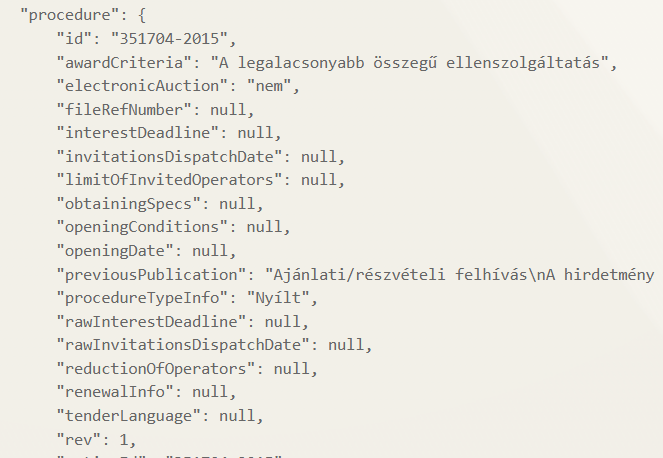 "procedure": {
"id": "351704-2015",
"awardCriteria": "A legalacsonyabb összegű ellenszolgáltatás",
"electronicAuction": "nem",
"fileRefNumber": null,
"interestDeadline": null,
"invitationsDispatchDate": null,
"limitOfInvitedOperators": null,
"obtainingSpecs": null,
"openingConditions": null,
"openingDate": null,
"previousPublication": "Ajánlati/részvételi felhívás\nA hirdetmény
"procedureTypeInfo": "Nyílt",
"rawInterestDeadline": null,
"rawInvitationsDispatchDate": null,
"reductionOfOperators": null,
"renewalInfo": null,
"tenderLanguage": null,
"rev": 1,